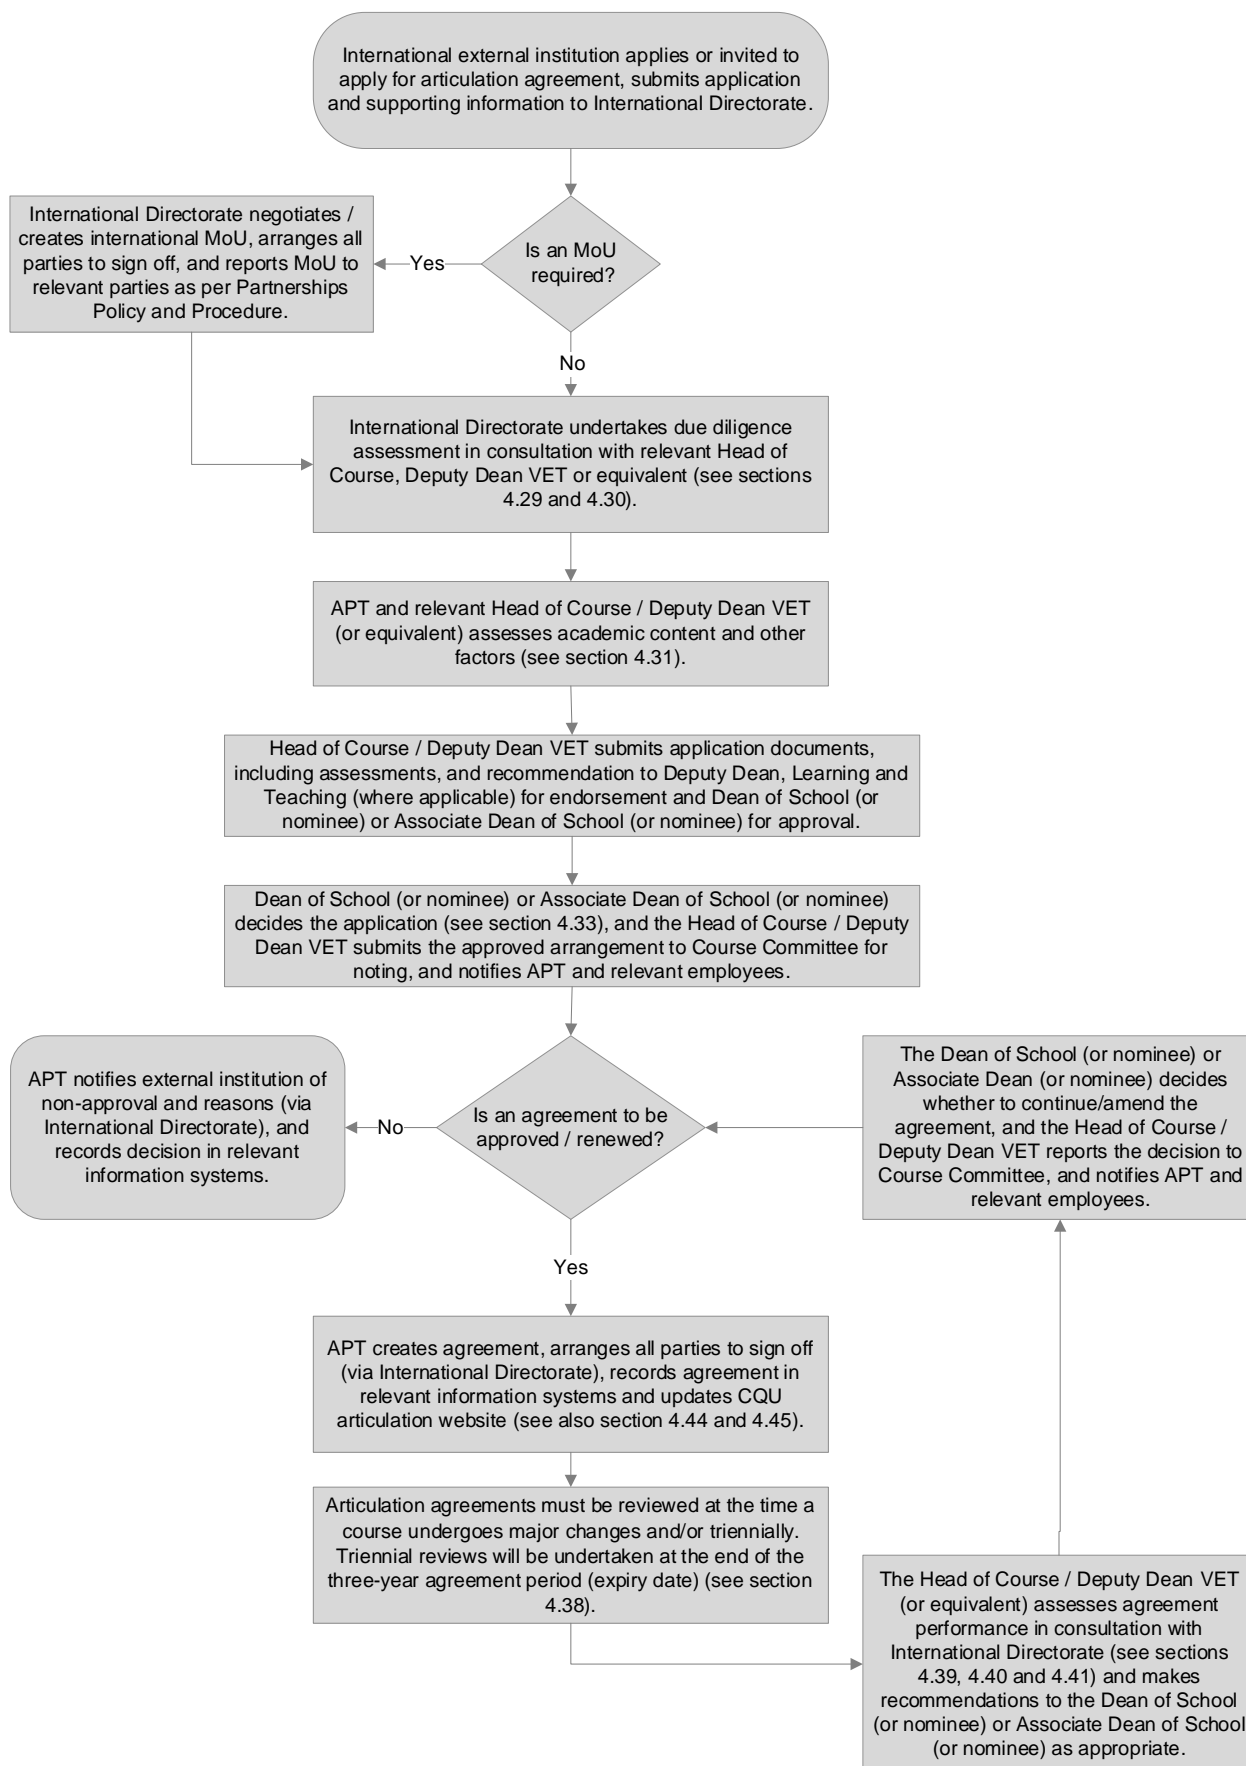 International external institution applies or invited to
apply for articulation agreement, submits application
and supporting information to International Directorate.
International Directorate negotiates /
creates international MoU, arranges all
parties to sign off, and reports MoU to
relevant parties as per Partnerships
Policy and Procedure.
Yes
Is an MoU
required?
No
International Directorate undertakes due diligence
assessment in consultation with relevant Head of
Course, Deputy Dean VET or equivalent (see sections
4.29 and 4.30).
APT and relevant Head of Course / Deputy Dean VET
(or equivalent) assesses academic content and other
factors (see section 4.31).
Head of Course / Deputy Dean VET submits application documents,
including assessments, and recommendation to Deputy Dean, Learning and
Teaching (where applicable) for endorsement and Dean of School (or
nominee) or Associate Dean of School (or nominee) for approval.
Dean of School (or nominee) or Associate Dean of School (or nominee)
decides the application (see section 4.33), and the Head of Course / Deputy
Dean VET submits the approved arrangement to Course Committee for
noting, and notifies APT and relevant employees.
APT notifies external institution of
non-approval and reasons (via
International Directorate), and
records decision in relevant
information systems.
No
Is an agreement to be
approved / renewed?
The Dean of School (or nominee) or
Associate Dean (or nominee) decides
whether to continue/amend the
agreement, and the Head of Course /
Deputy Dean VET reports the decision to
Course Committee, and notifies APT and
relevant employees.
Yes
APT creates agreement, arranges all parties to sign off
(via International Directorate), records agreement in
relevant information systems and updates CQU
articulation website (see also section 4.44 and 4.45).
Articulation agreements must be reviewed at the time a
course undergoes major changes and/or triennially.
Triennial reviews will be undertaken at the end of the
three-year agreement period (expiry date) (see section
4.38).
The Head of Course / Deputy Dean VET
(or equivalent) assesses agreement
performance in consultation with
International Directorate (see sections
4.39, 4.40 and 4.41) and makes
recommendations to the Dean of School
(or nominee) or Associate Dean of School
(or nominee) as appropriate.